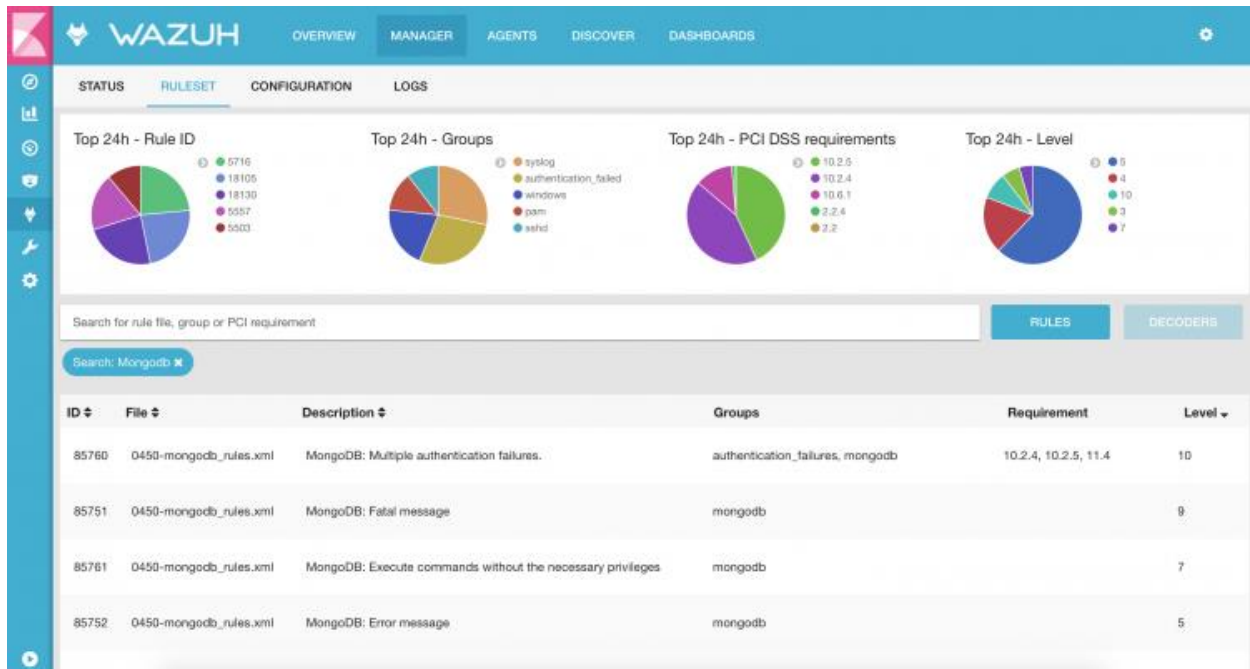 WAZUH OVERVIEW MANAGER AGENTS DISCOVER DASHBOARDS
STATUS RULESET CONFIGURATION LOGS
Top 24h - Rule ID
5716
18105
18130
5557
5503
Top 24h - Groups
syslog
authentication_failed
windows
pam
sshd
Top 24h - PCI DSS requirements
10.2.5
10.2.4
10.6.1
2.2.4
2.2
Top 24h - Level
5
4
10
3
7
Search for rule file, group or PCI requirement RULES DECODERS
Search: Mongodb
ID File Description Groups Requirement Level
85760 0450-mongodb_rules.xml MongoDB: Multiple authentication failures. authentication_failures, mongodb 10.2.4, 10.2.5, 11.4 10
85751 0450-mongodb_rules.xml MongoDB: Fatal message mongodb 9
85761 0450-mongodb_rules.xml MongoDB: Execute commands without the necessary privileges mongodb 7
85752 0450-mongodb_rules.xml MongoDB: Error message mongodb 5